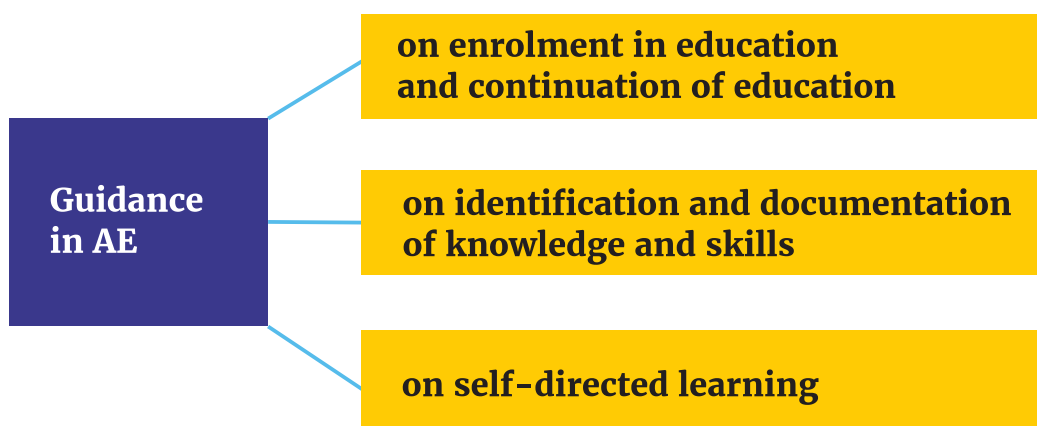 Guidance
in AE
on enrolment in education
and continuation of education
on identification and documentation
of knowledge and skills
on self-directed learning